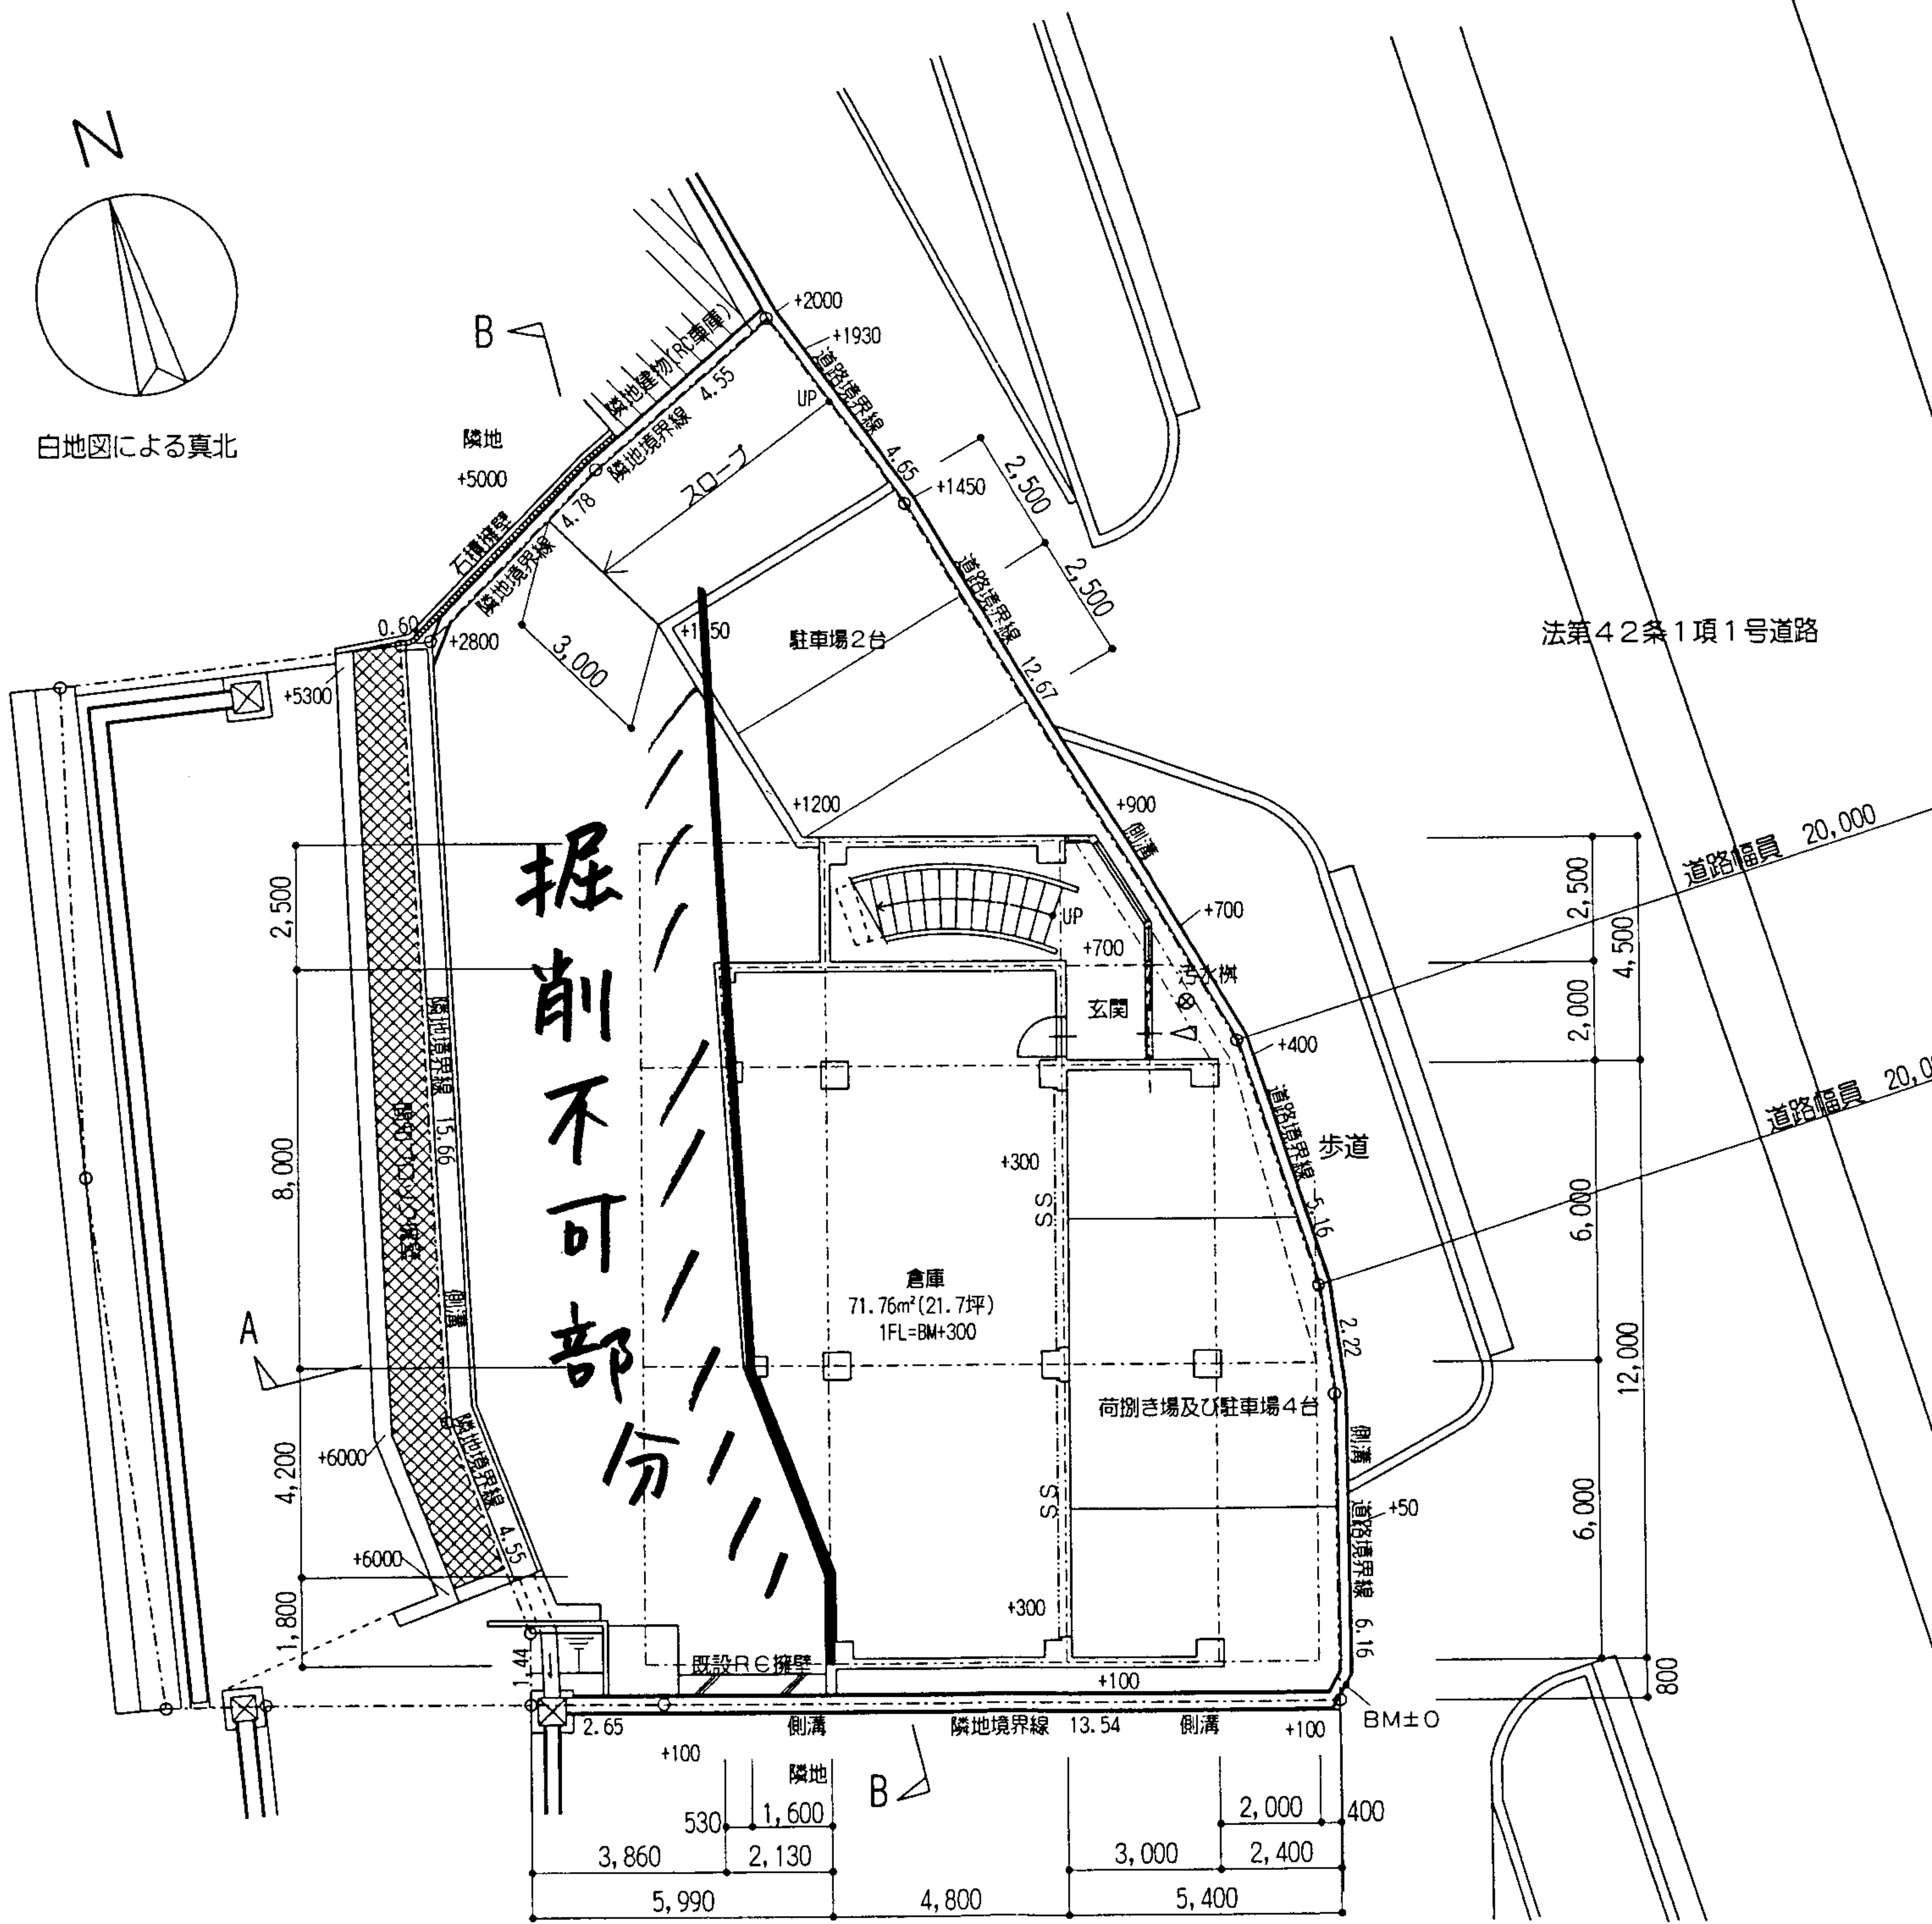 N
白地図による真北
B
隣地
+5000
隣地建物(RC車庫)
+2000
+1930
道路境界線 4.65
隣地境界線 4.55
UP
スロープ
+1450
2,500
2,500
石積擁壁
隣地境界線 4.78
0.60
+2800
3,000
駐車場2台
道路境界線 12.67
法第42条1項1号道路
+5300
+1200
+900
側溝
道路幅員 20,000
+700
UP
+700
汚水桝
玄関
+400
道路幅員
掘削不可部分
2,500
8,000
4,200
1,800
隣地境界線 15.66
側溝
A
+6000
+6000
隣地境界線 4.55
+300
SS
道路境界線 5.16
歩道
倉庫
71.76m²(21.7坪)
1FL=BM+300
2.22
荷捌き場及び駐車場4台
SS
側溝
+50
道路境界線 6.16
+300
2,500
4,500
2,000
6,000
12,000
6,000
800
1.44
既設RC擁壁
+100
2.65
側溝
隣地境界線 13.54
側溝
+100
BM±0
+100
隣地
B
530
1,600
2,000
400
3,860
2,130
3,000
2,400
5,990
4,800
5,400